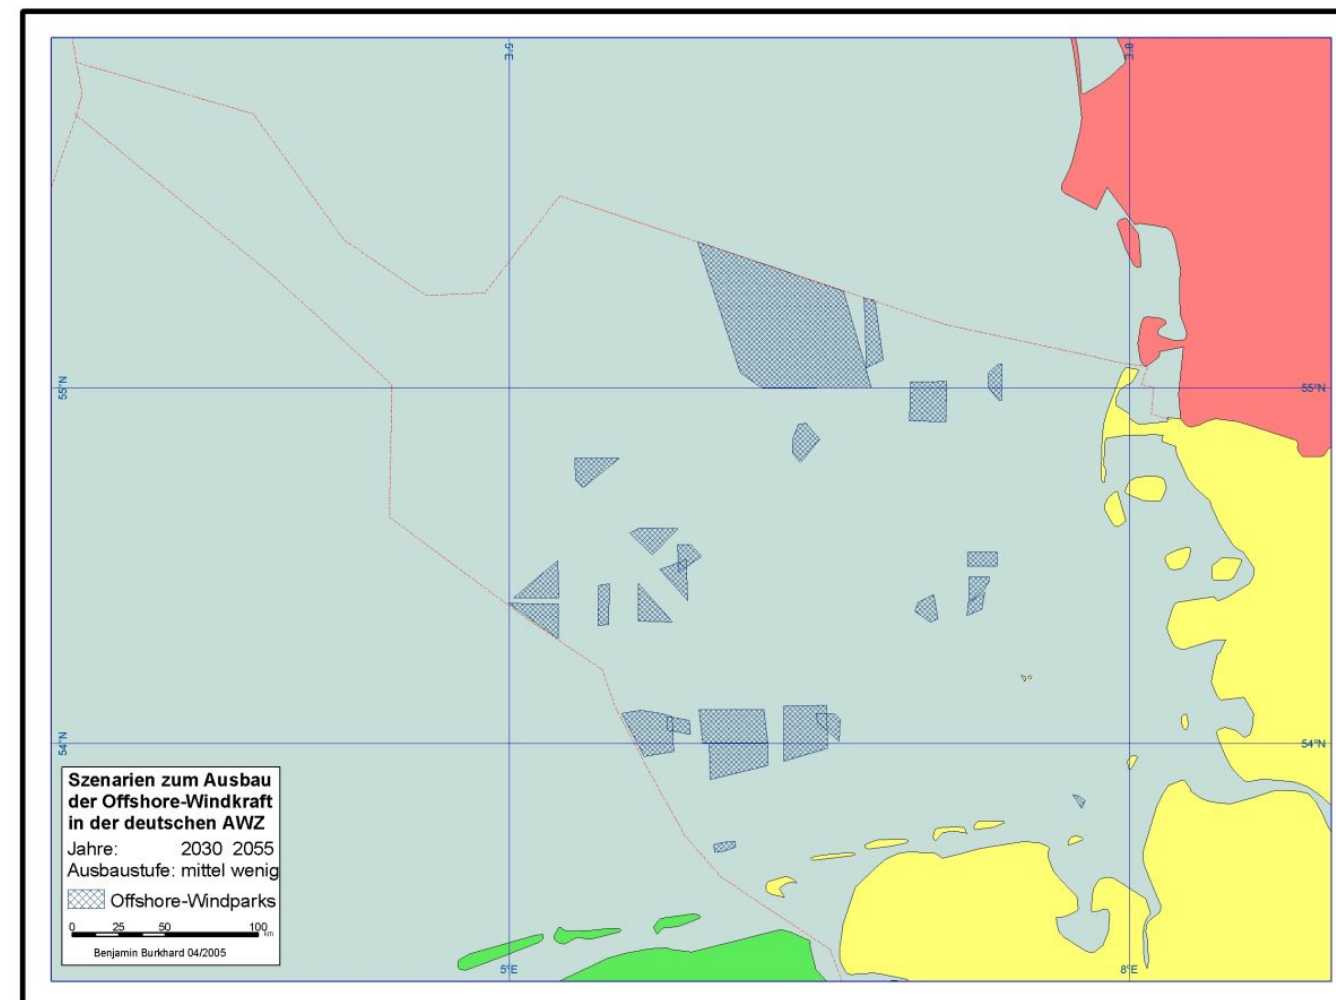 5°E
8°E
55°N
55°N
54°N
54°N
Szenarien zum Ausbau
der Offshore-Windkraft
in der deutschen AWZ
Jahre: 2030 2055
Ausbaustufe: mittel wenig
Offshore-Windparks
0 25 50 100
km
Benjamin Burkhard 04/2005
5°E
8°E